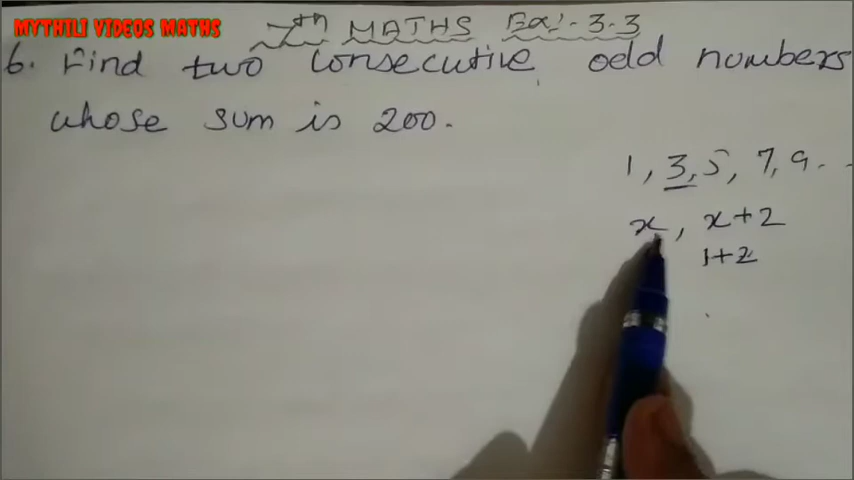 MYTHILI VIDEOS MATHS
7th MATHS Ex:- 3.3
6. Find two consecutive odd numbers
whose sum is 200.
1, 3, 5, 7, 9...
x, x+2
1+2